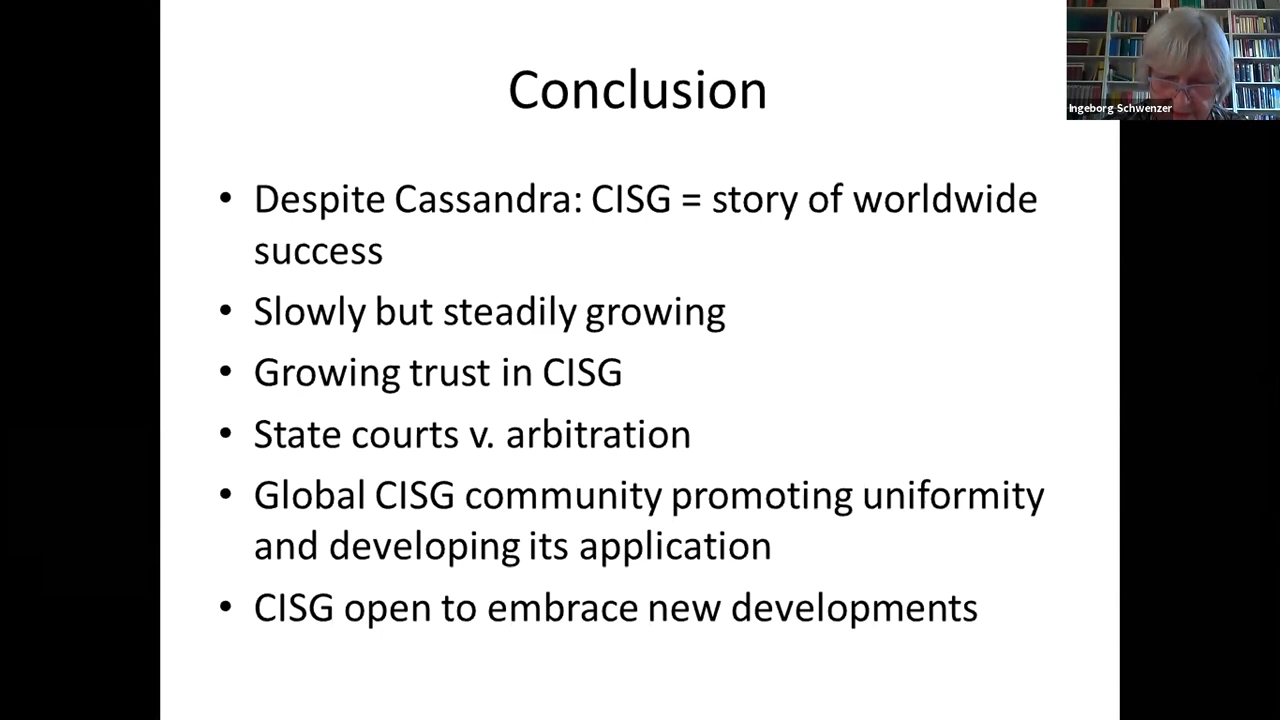 Conclusion
Ingeborg Schwenzer
• Despite Cassandra: CISG = story of worldwide
success
• Slowly but steadily growing
• Growing trust in CISG
• State courts v. arbitration
• Global CISG community promoting uniformity
and developing its application
• CISG open to embrace new developments